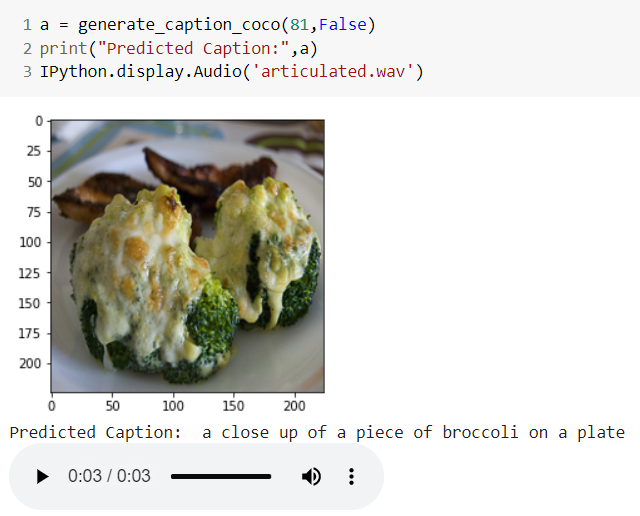 1 a = generate_caption_coco(81,False)
2 print("Predicted Caption:",a)
3 IPython.display.Audio('articulated.wav')
0
25
50
75
100
125
150
175
200
0 50 100 150 200
Predicted Caption:  a close up of a piece of broccoli on a plate
0:03 / 0:03